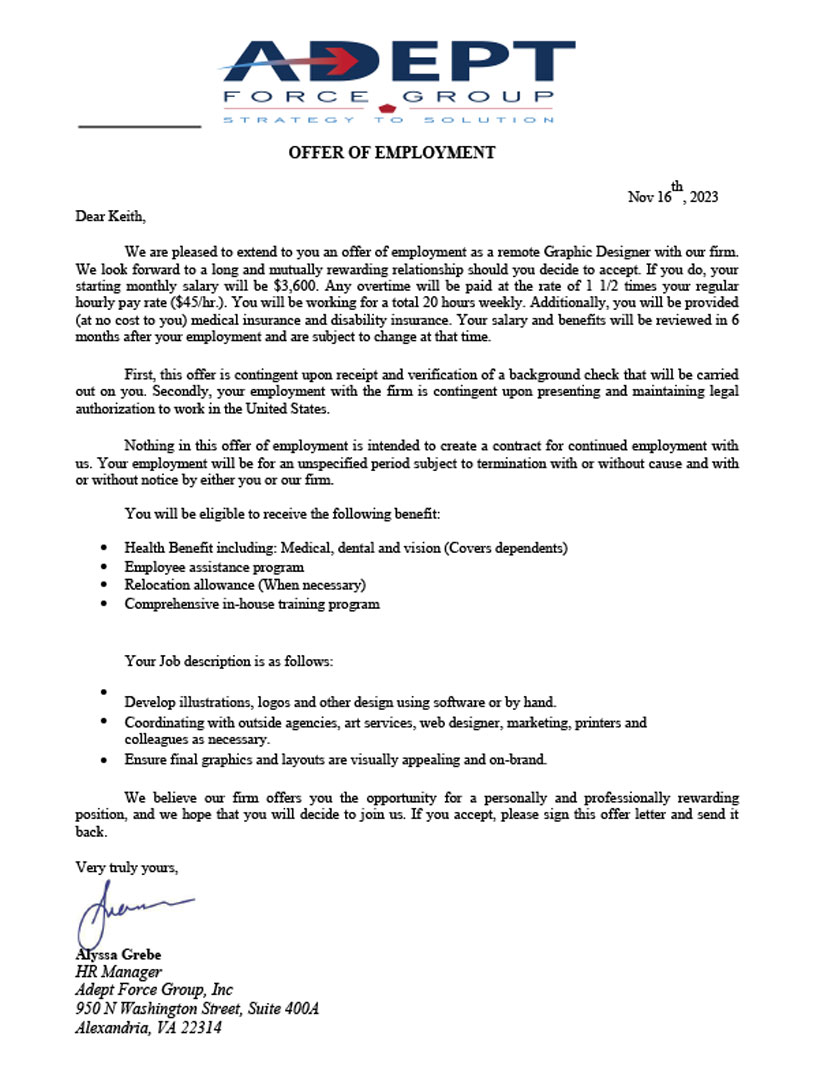 ADEPT
FORCE GROUP
STRATEGY TO SOLUTION
OFFER OF EMPLOYMENT
Nov 16th, 2023
Dear Keith,
We are pleased to extend to you an offer of employment as a remote Graphic Designer with our firm.
We look forward to a long and mutually rewarding relationship should you decide to accept. If you do, your
starting monthly salary will be $3,600. Any overtime will be paid at the rate of 1 1/2 times your regular
hourly pay rate ($45/hr.). You will be working for a total 20 hours weekly. Additionally, you will be provided
(at no cost to you) medical insurance and disability insurance. Your salary and benefits will be reviewed in 6
months after your employment and are subject to change at that time.
First, this offer is contingent upon receipt and verification of a background check that will be carried
out on you. Secondly, your employment with the firm is contingent upon presenting and maintaining legal
authorization to work in the United States.
Nothing in this offer of employment is intended to create a contract for continued employment with
us. Your employment will be for an unspecified period subject to termination with or without cause and with
or without notice by either you or our firm.
You will be eligible to receive the following benefit:
• Health Benefit including: Medical, dental and vision (Covers dependents)
• Employee assistance program
• Relocation allowance (When necessary)
• Comprehensive in-house training program
Your Job description is as follows:
• Develop illustrations, logos and other design using software or by hand.
• Coordinating with outside agencies, art services, web designer, marketing, printers and
colleagues as necessary.
• Ensure final graphics and layouts are visually appealing and on-brand.
We believe our firm offers you the opportunity for a personally and professionally rewarding
position, and we hope that you will decide to join us. If you accept, please sign this offer letter and send it
back.
Very truly yours,
Alyssa Grebe
HR Manager
Adept Force Group, Inc
950 N Washington Street, Suite 400A
Alexandria, VA 22314